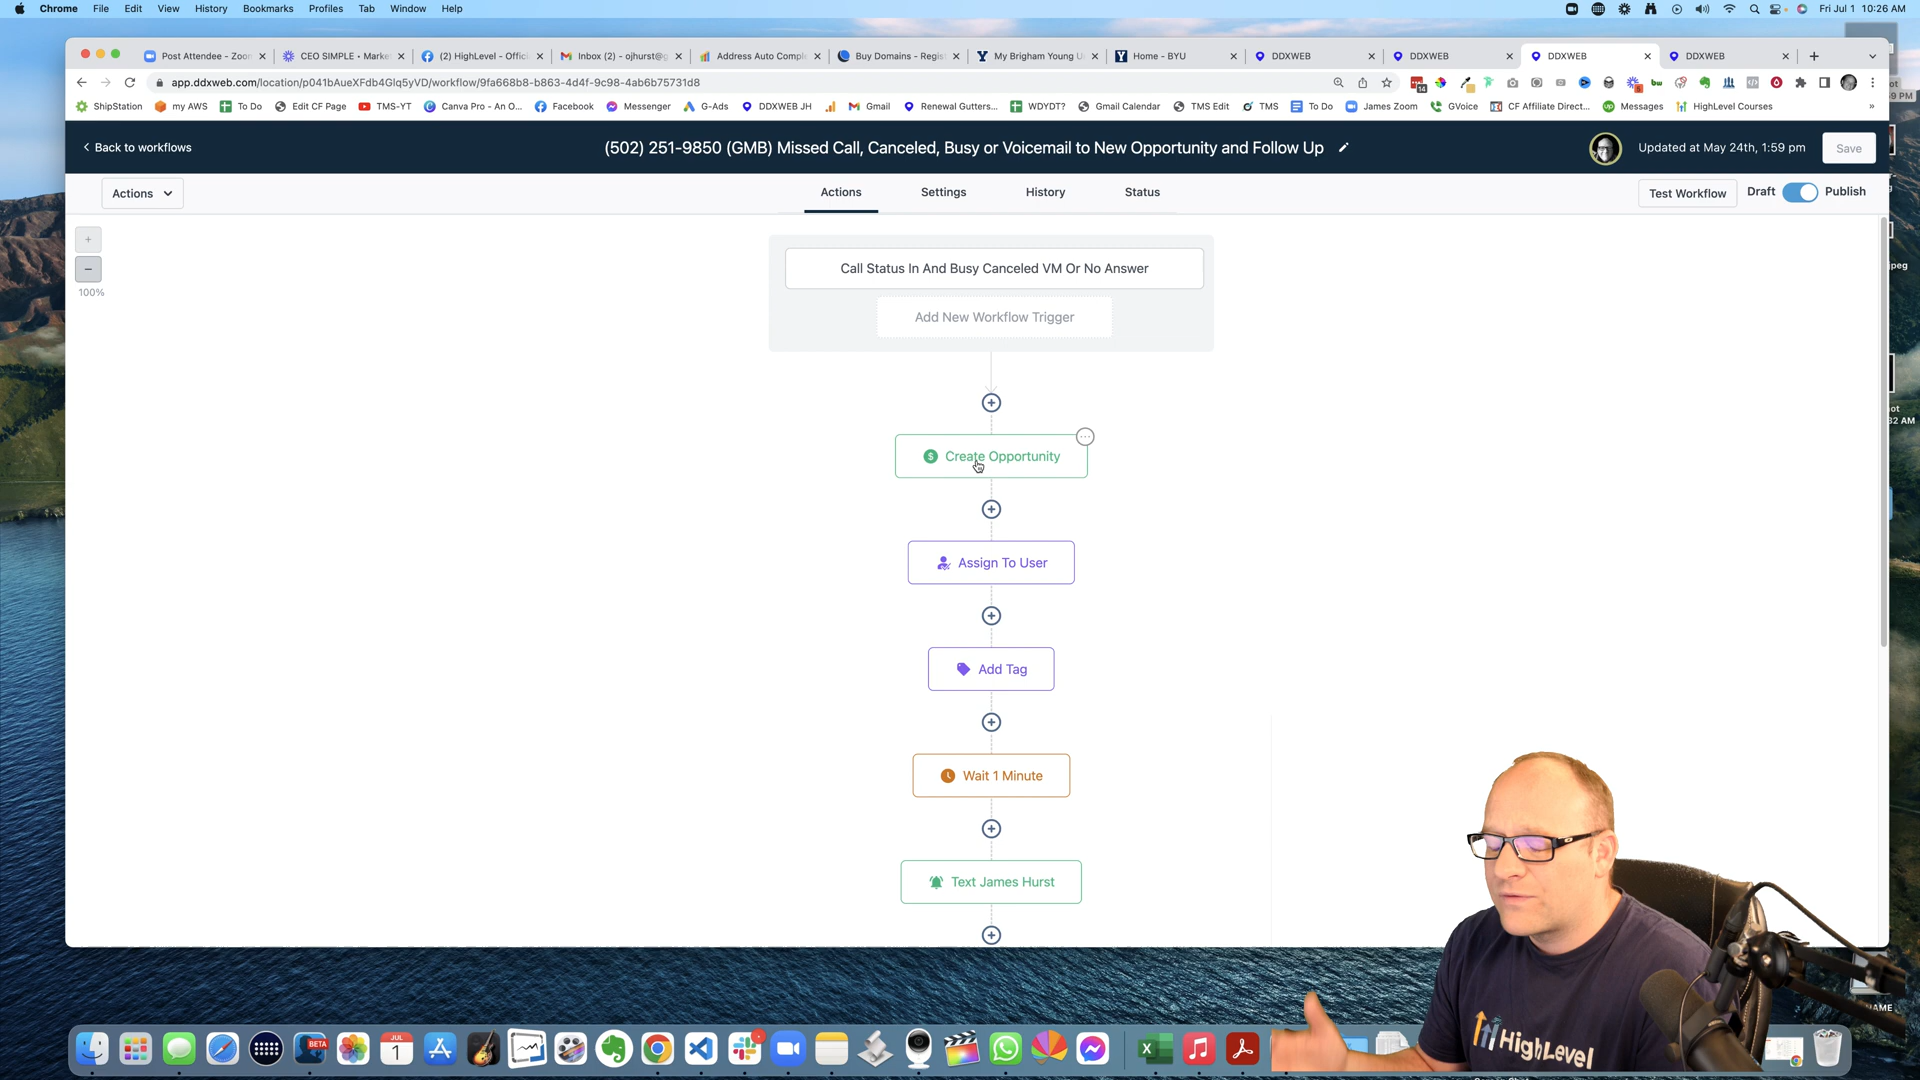 Chrome File Edit View History Bookmarks Profiles Tab Window Help
Fri Jul 1 10:26 AM
Post Attendee - Zoom
CEO SIMPLE • Marke
(2) HighLevel - Offici
Inbox (2) - ojhurst@g
Address Auto Comple
Buy Domains - Regis
My Brigham Young U
Home - BYU
DDXWEB
DDXWEB
DDXWEB
DDXWEB
app.ddxweb.com/location/p041bAueXFdb4Glq5yVD/workflow/9fa668b8-b863-4d4f-9c98-4ab6b75731d8
ShipStation my AWS To Do Edit CF Page TMS-YT Canva Pro - An O... Facebook Messenger G-Ads DDXWEB JH Gmail Renewal Gutters... WDYDT? Gmail Calendar TMS Edit TMS To Do James Zoom GVoice CF Affiliate Direct... Messages HighLevel Courses
Back to workflows
(502) 251-9850 (GMB) Missed Call, Canceled, Busy or Voicemail to New Opportunity and Follow Up
Updated at May 24th, 1:59 pm
Save
Actions
Actions Settings History Status
Test Workflow
Draft Publish
100%
Call Status In And Busy Canceled VM Or No Answer
Add New Workflow Trigger
Create Opportunity
Assign To User
Add Tag
Wait 1 Minute
Text James Hurst
HighLevel
BETA
JUL
1